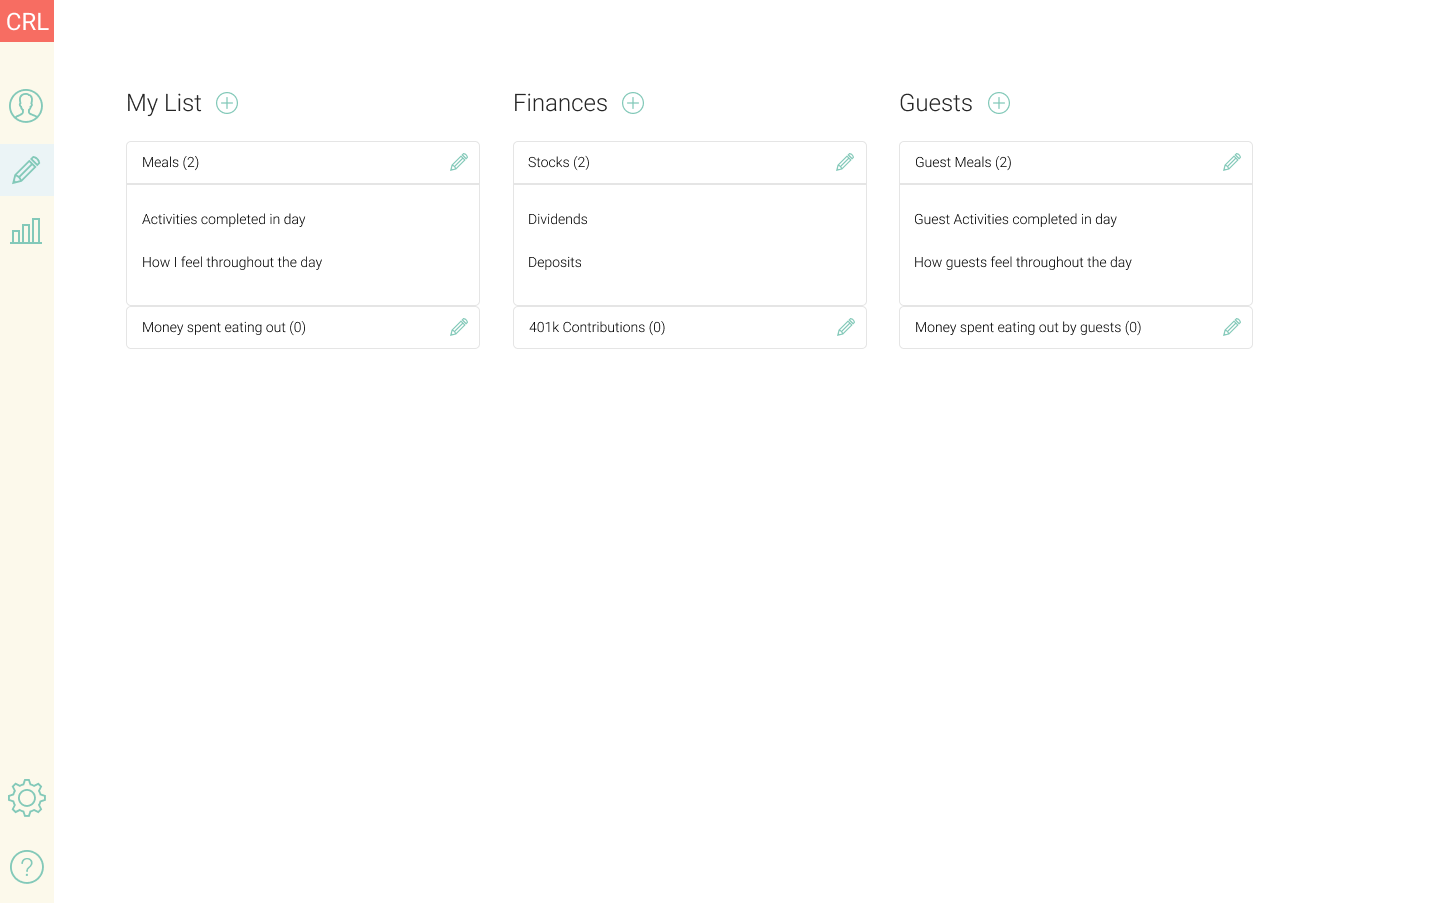 CRL
My List
Meals (2)
Activities completed in day
How I feel throughout the day
Money spent eating out (0)
Finances
Stocks (2)
Dividends
Deposits
401k Contributions (0)
Guests
Guest Meals (2)
Guest Activities completed in day
How guests feel throughout the day
Money spent eating out by guests (0)
?